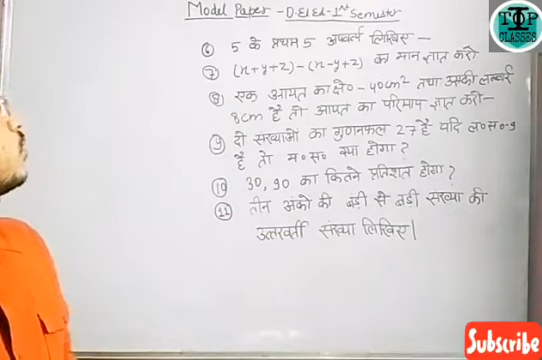 Model Paper - D.El.Ed - 1st Semester
⑥ 5 के प्रथम 5 अपवर्त्य लिखिए -
⑦ (x+y+z) - (x-y+z) का मान ज्ञात करो
⑧ एक आयत का क्षे० - 40cm² तथा उसकी लम्बाई
8cm है तो आयत का परिमाप ज्ञात करो -
⑨ दो संख्याओं का गुणनफल 27 है यदि ल०स०-9
है तो म०स० क्या होगा ?
⑩ 30, 90 का कितने प्रतिशत होगा ?
⑪ तीन अंको की बड़ी से बड़ी संख्या की
उत्तरवर्ती संख्या लिखिए।
TOP
CLASSES
Subscribe